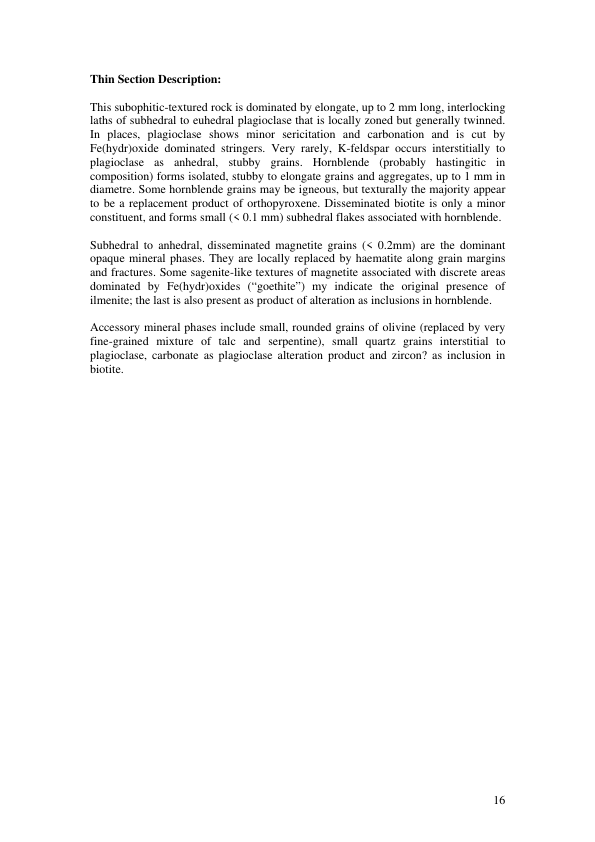 Thin Section Description:
This subophitic-textured rock is dominated by elongate, up to 2 mm long, interlocking
laths of subhedral to euhedral plagioclase that is locally zoned but generally twinned.
In places, plagioclase shows minor sericitation and carbonation and is cut by
Fe(hydr)oxide dominated stringers. Very rarely, K-feldspar occurs interstitially to
plagioclase as anhedral, stubby grains. Hornblende (probably hastingitic in
composition) forms isolated, stubby to elongate grains and aggregates, up to 1 mm in
diametre. Some hornblende grains may be igneous, but texturally the majority appear
to be a replacement product of orthopyroxene. Disseminated biotite is only a minor
constituent, and forms small (< 0.1 mm) subhedral flakes associated with hornblende.
Subhedral to anhedral, disseminated magnetite grains (< 0.2mm) are the dominant
opaque mineral phases. They are locally replaced by haematite along grain margins
and fractures. Some sagenite-like textures of magnetite associated with discrete areas
dominated by Fe(hydr)oxides (“goethite”) my indicate the original presence of
ilmenite; the last is also present as product of alteration as inclusions in hornblende.
Accessory mineral phases include small, rounded grains of olivine (replaced by very
fine-grained mixture of talc and serpentine), small quartz grains interstitial to
plagioclase, carbonate as plagioclase alteration product and zircon? as inclusion in
biotite.
16